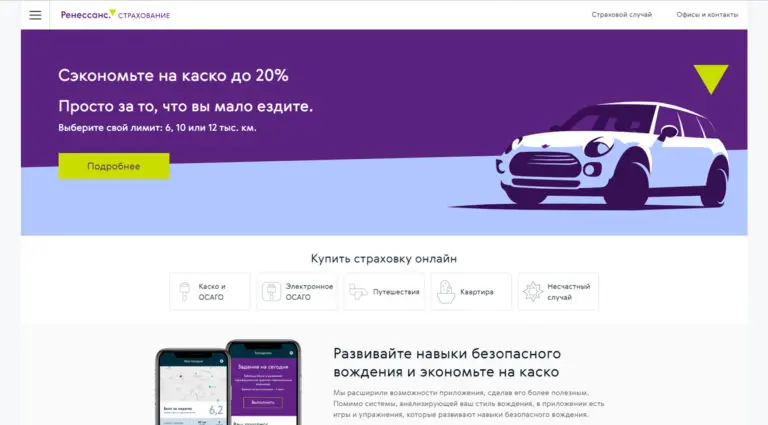 Ренессанс. СТРАХОВАНИЕ
Страховой случай
Офисы и контакты
Сэкономьте на каско до 20%
Просто за то, что вы мало ездите.
Выберите свой лимит: 6, 10 или 12 тыс. км.
Подробнее
Купить страховку онлайн
Каско и
ОСАГО
Электронное
ОСАГО
Путешествия
Квартира
Несчастный
случай
Задания на сегодня
Выполнить
6,2
Развивайте навыки безопасного
вождения и экономьте на каско
Мы расширили возможности приложения, сделав его более полезным.
Помимо системы, анализирующей ваш стиль вождения, в приложении есть
игры и упражнения, которые развивают навыки безопасного вождения.